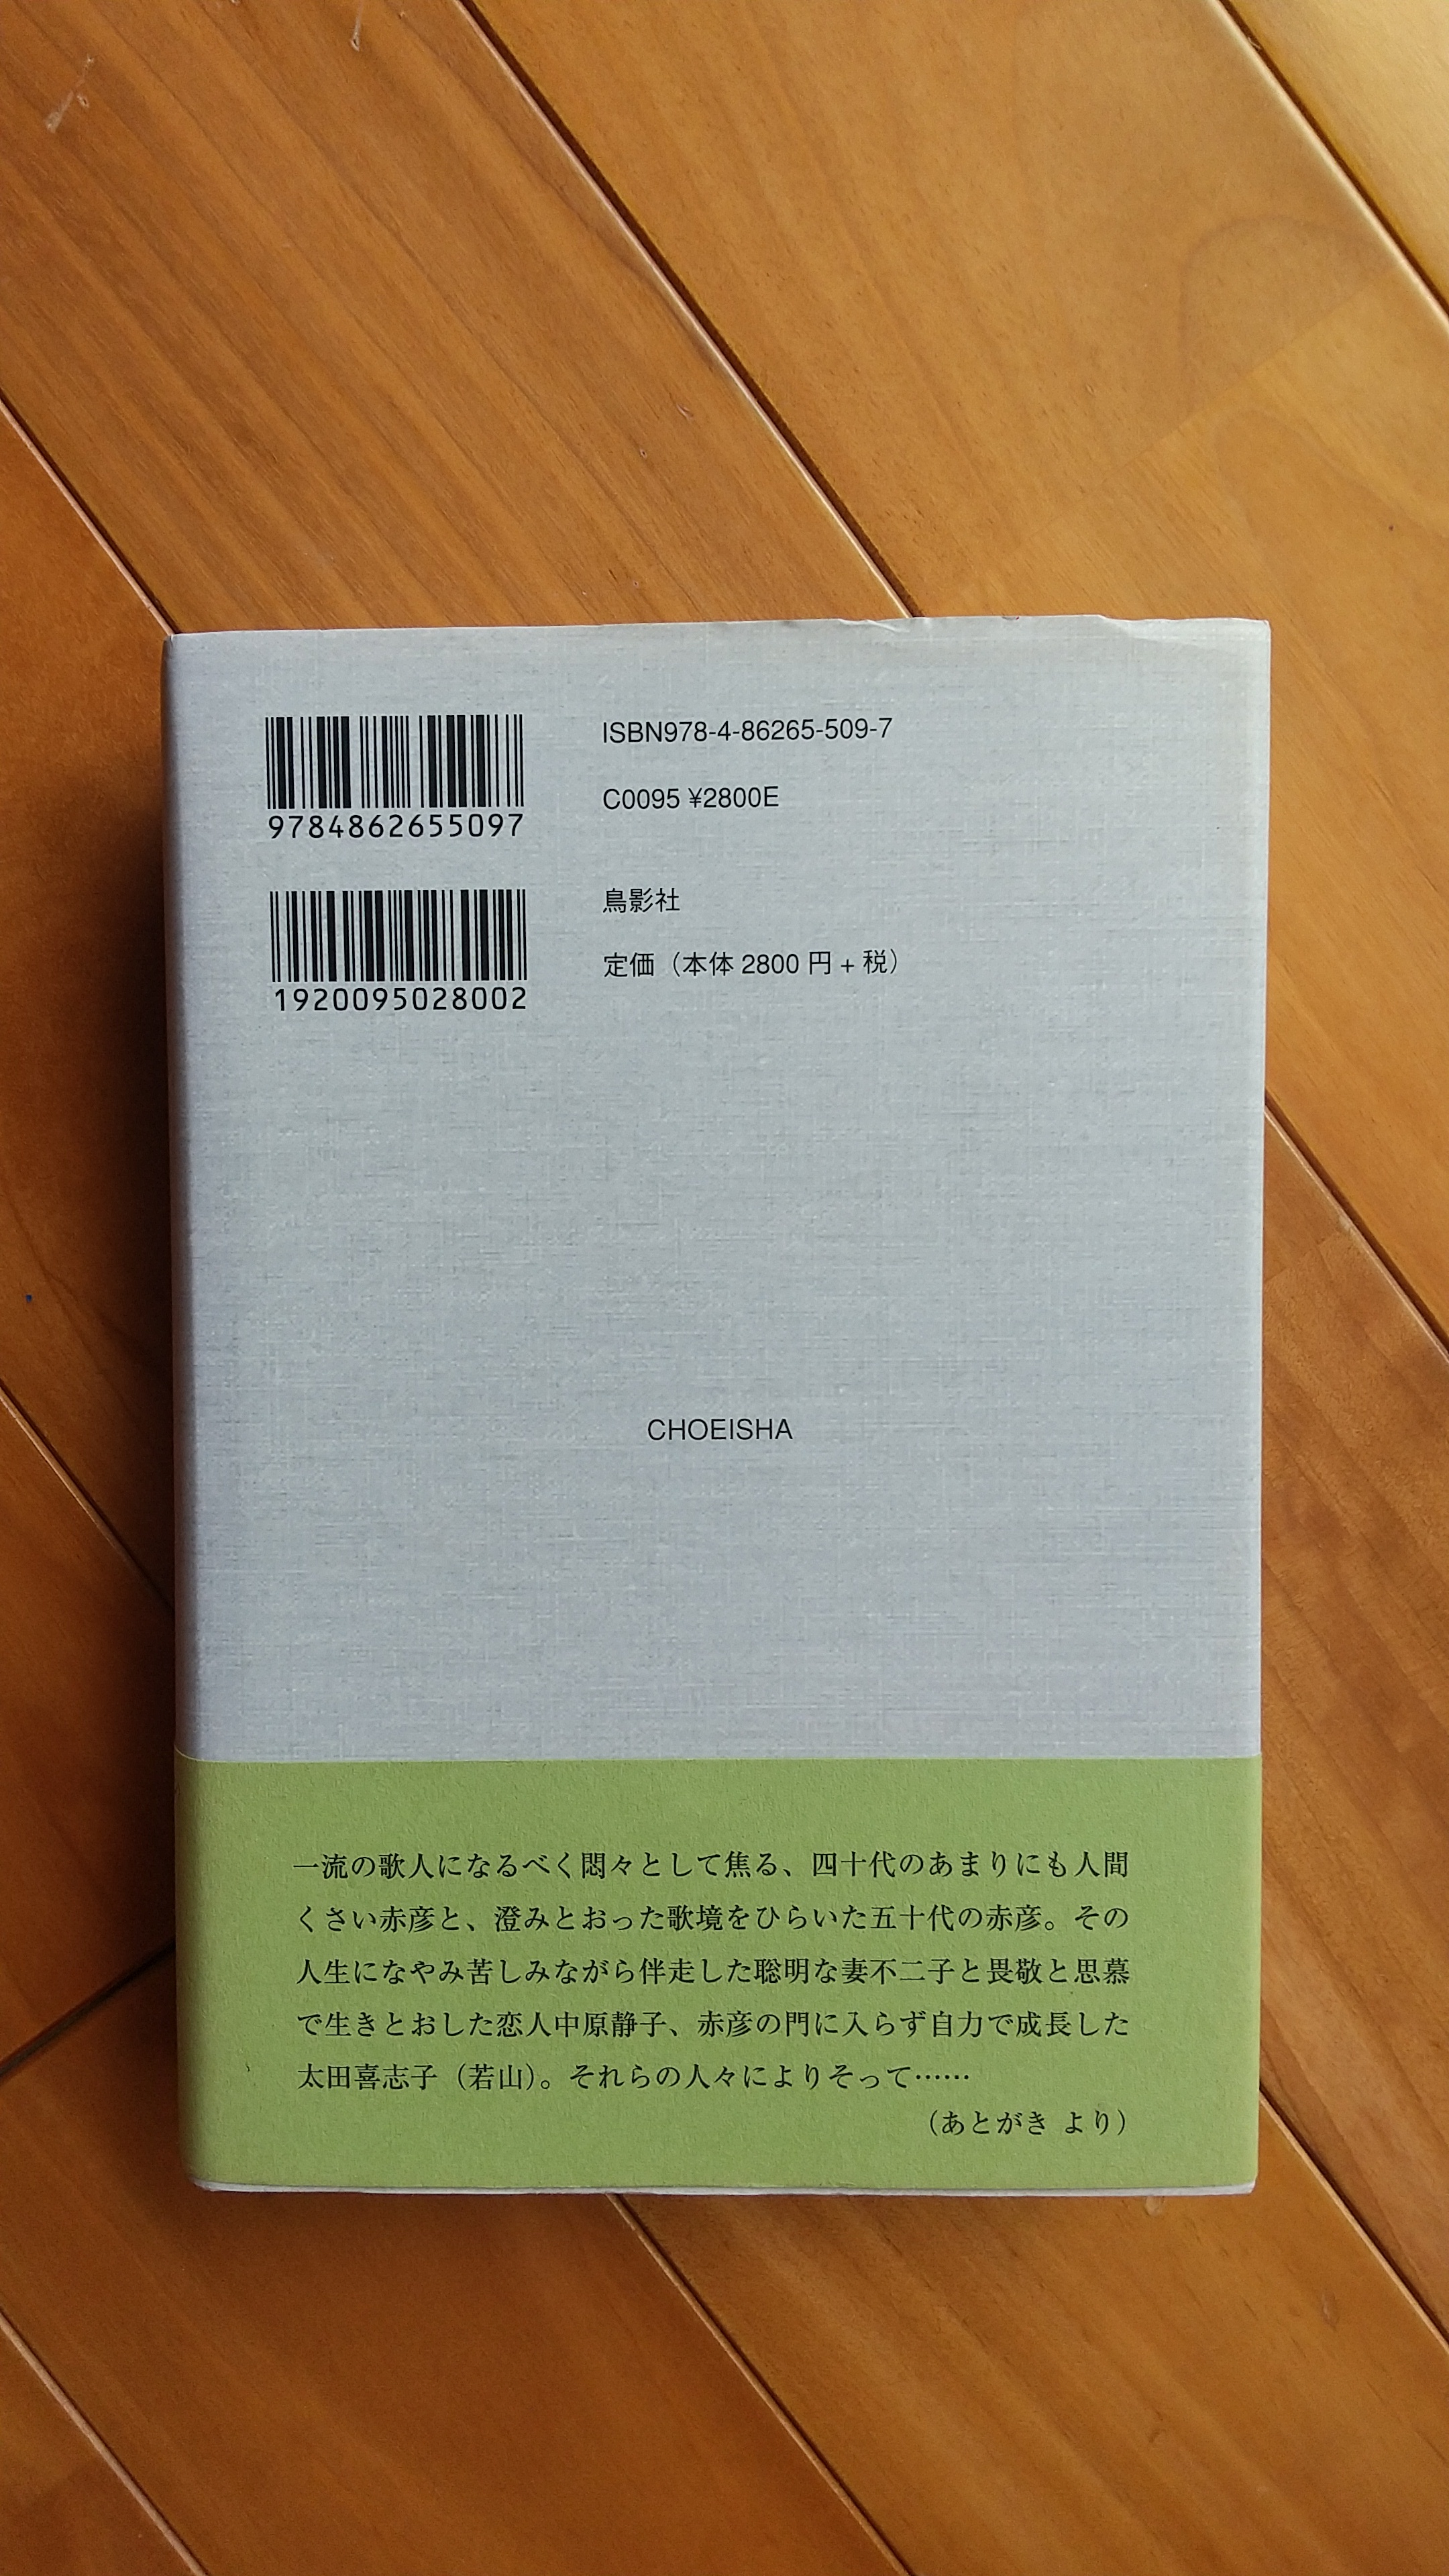 ISBN978-4-86265-509-7
9784862655097
C0095 ¥2800E
鳥影社
1920095028002
定価（本体 2800 円 + 税）
CHOEISHA
一流の歌人になるべく悶々として焦る、四十代のあまりにも人間
くさい赤彦と、澄みとおった歌境をひらいた五十代の赤彦。その
人生になやみ苦しみながら伴走した聡明な妻不二子と畏敬と思慕
で生きとおした恋人中原静子、赤彦の門に入らず自力で成長した
太田喜志子（若山）。それらの人々によりそって……
（あとがき より）